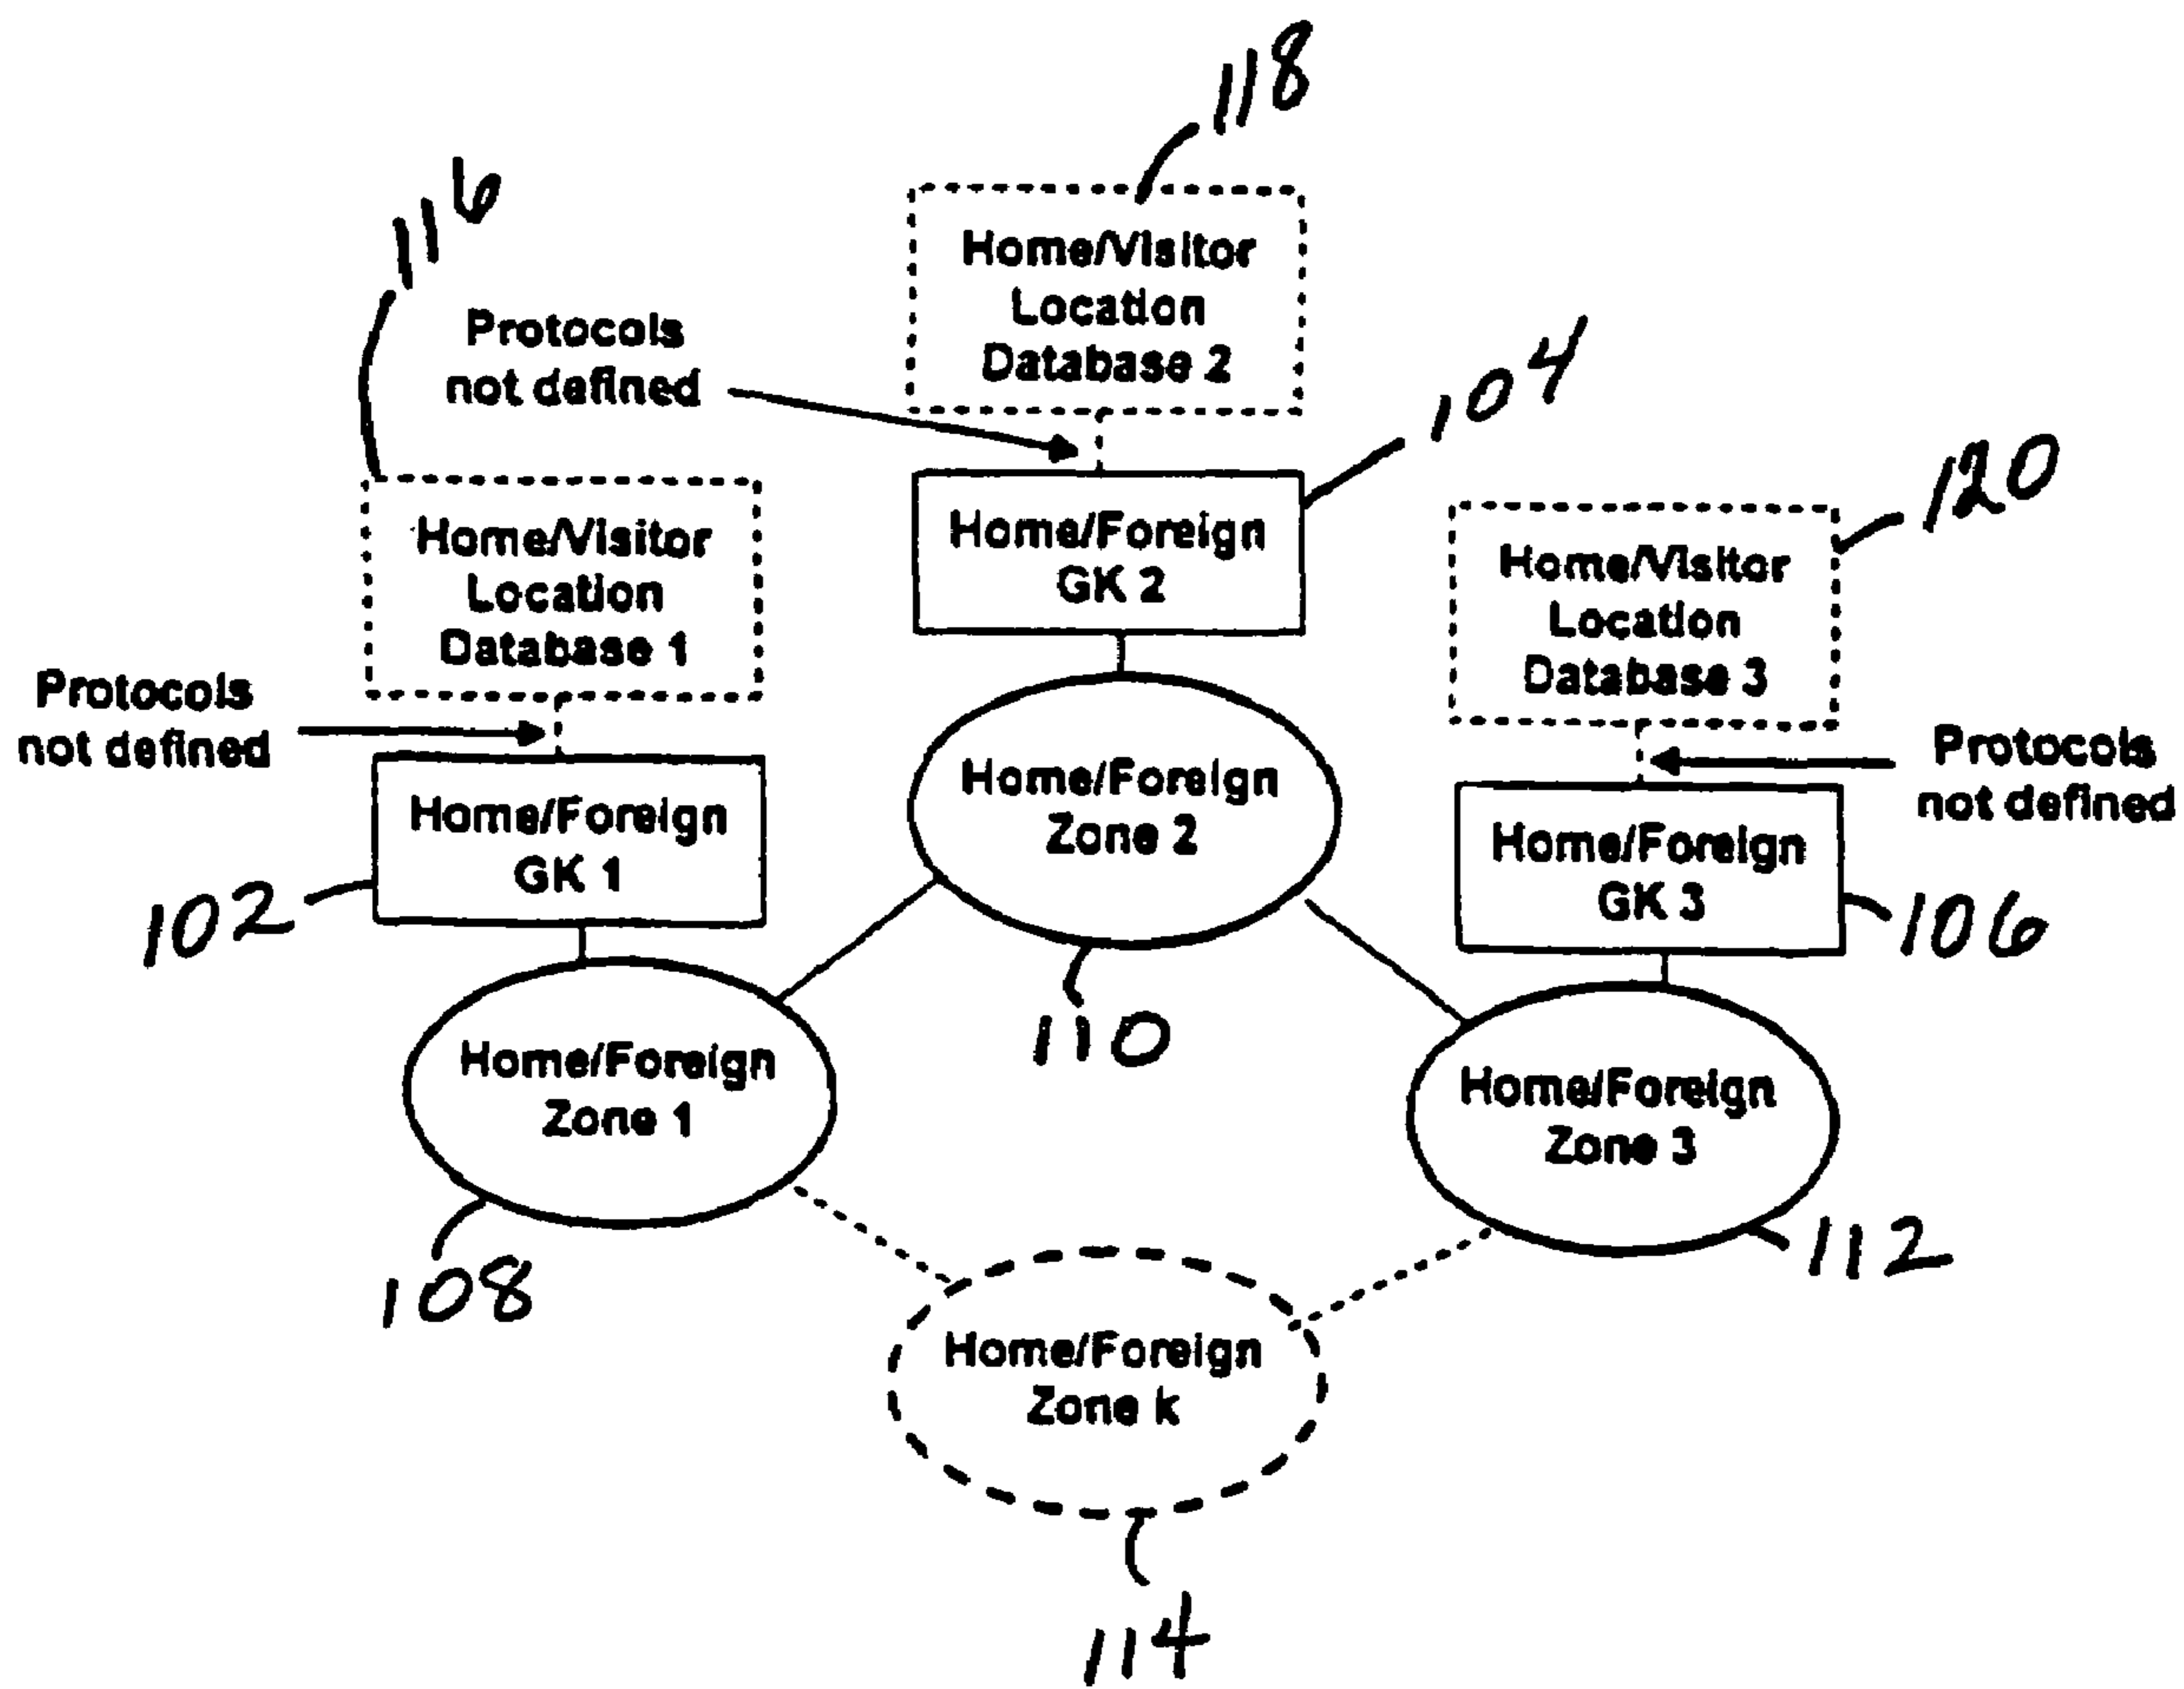 118
116
Home/Visitor
Location
Database 2
Protocols
not defined
104
120
Home/Visitor
Location
Database 1
Home/Foreign
GK 2
Home/Visitor
Location
Database 3
Protocols
not defined
Protocols
not defined
Home/Foreign
GK 1
Home/Foreign
Zone 2
Home/Foreign
GK 3
102
106
110
Home/Foreign
Zone 1
Home/Foreign
Zone 3
108
112
Home/Foreign
Zone k
114